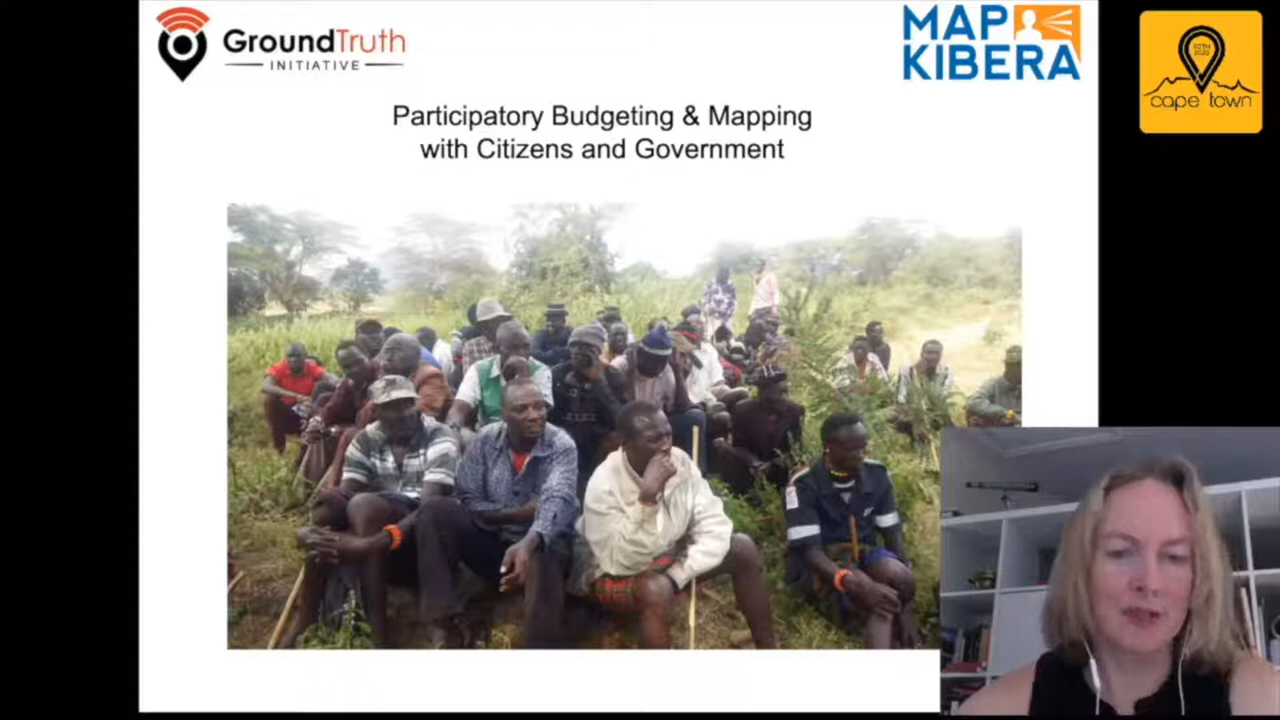 GroundTruth
INITIATIVE
MAP
KIBERA
cape town
Participatory Budgeting & Mapping
with Citizens and Government